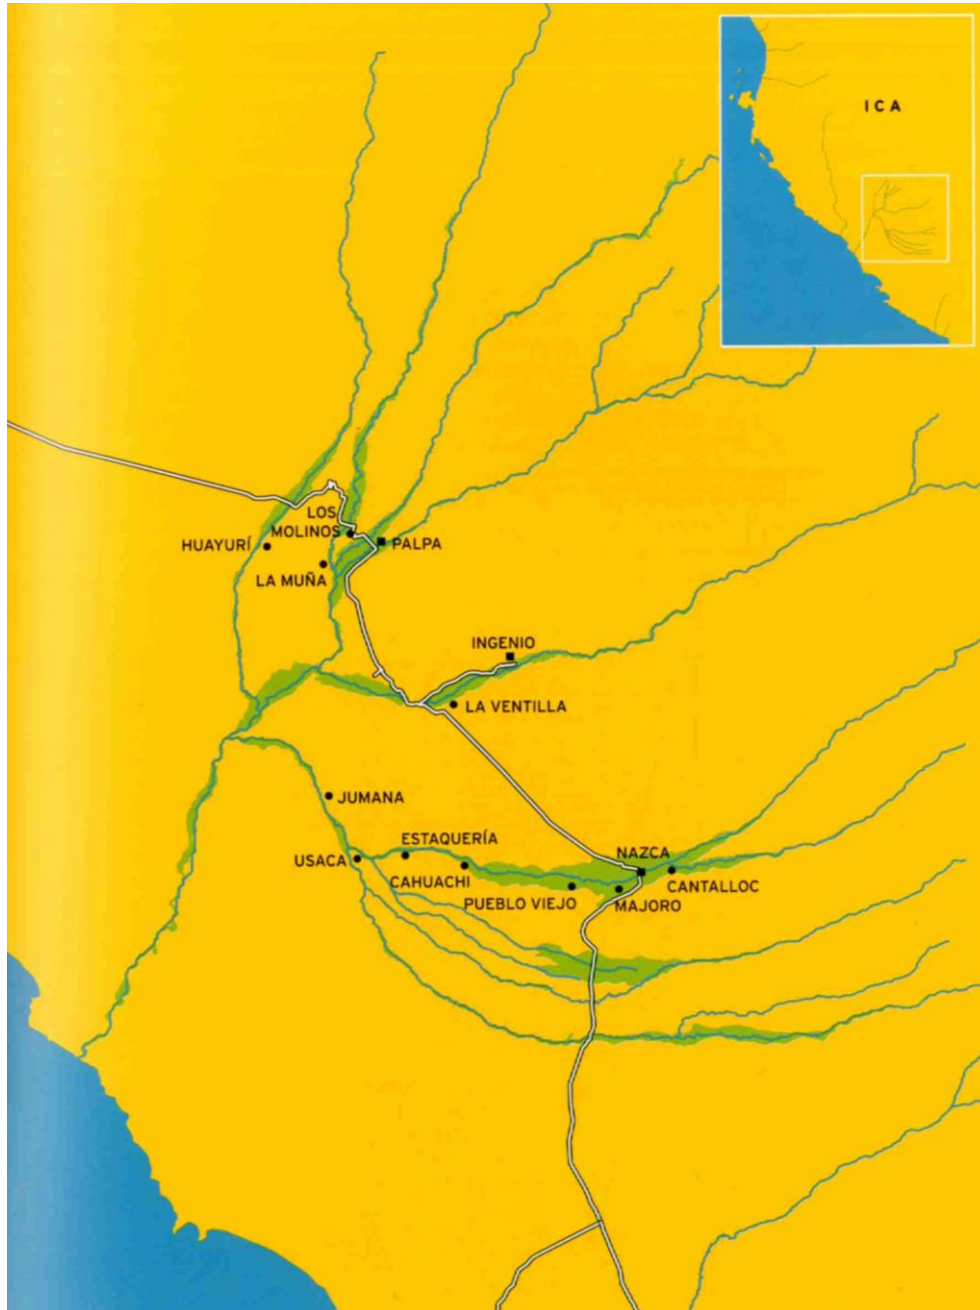 ICA
LOS
MOLINOS
HUAYURÍ
PALPA
LA MUÑA
INGENIO
LA VENTILLA
JUMANA
ESTAQUERÍA
USACA
NAZCA
CAHUACHI
CANTALLOC
PUEBLO VIEJO
MAJORO